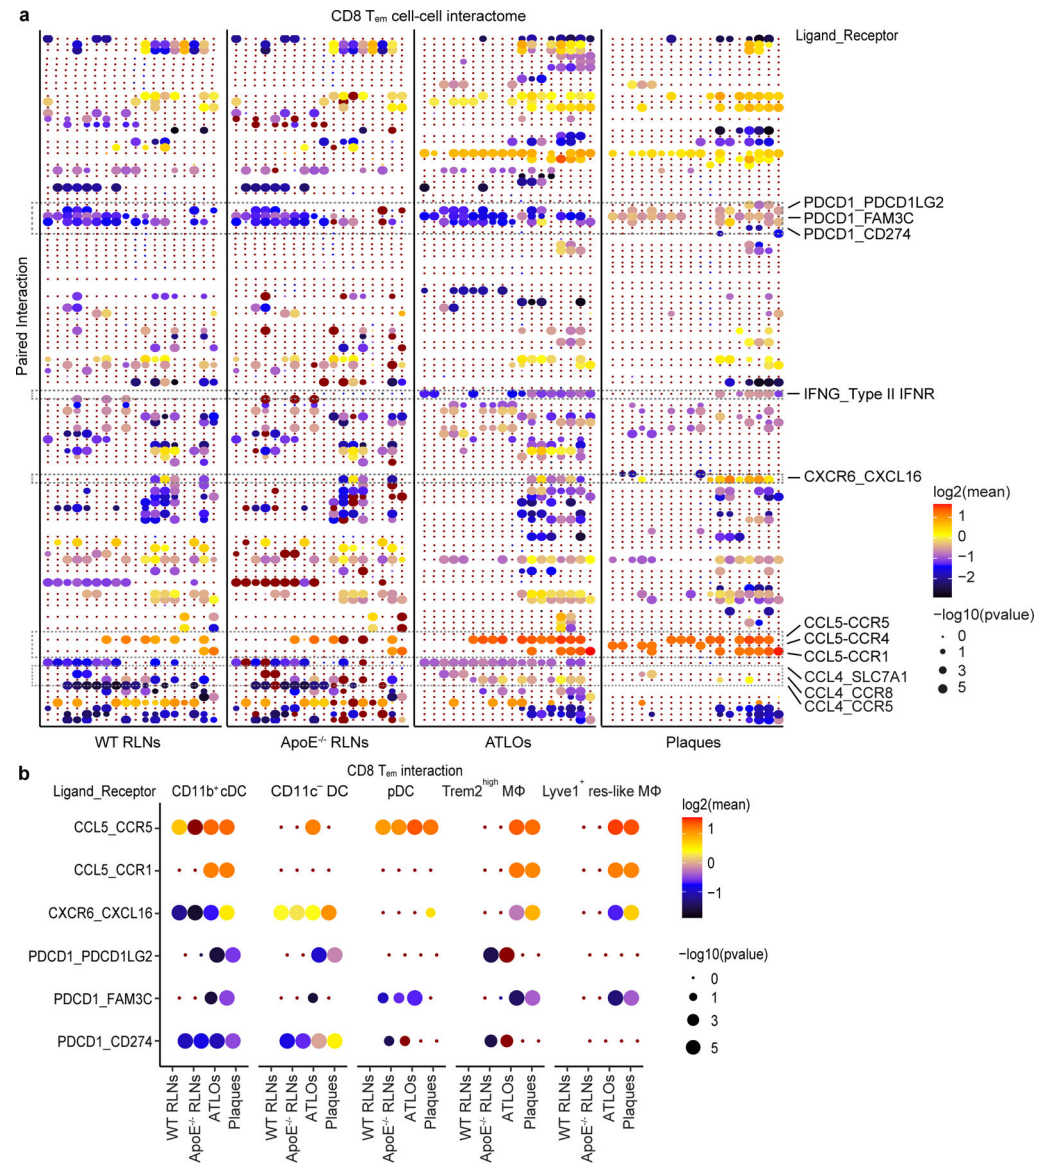 a
CD8 Tem cell-cell interactome
Ligand_Receptor
Paired Interaction
PDCD1_PDCD1LG2
PDCD1_FAM3C
PDCD1_CD274
IFNG_Type II IFNR
CXCR6_CXCL16
CCL5-CCR5
CCL5-CCR4
CCL5-CCR1
CCL4_SLC7A1
CCL4_CCR8
CCL4_CCR5
log2(mean)
1
0
−1
−2
−log10(pvalue)
0
1
3
5
WT RLNs
ApoE-/- RLNs
ATLOs
Plaques
b
CD8 Tem interaction
Ligand_Receptor
CD11b+cDC
CD11c− DC
pDC
Trem2high MΦ
Lyve1+ res-like MΦ
CCL5_CCR5
CCL5_CCR1
CXCR6_CXCL16
PDCD1_PDCD1LG2
PDCD1_FAM3C
PDCD1_CD274
log2(mean)
1
0
−1
−log10(pvalue)
0
1
3
5
WT RLNs
ApoE-/- RLNs
ATLOs
Plaques
WT RLNs
ApoE-/- RLNs
ATLOs
Plaques
WT RLNs
ApoE-/- RLNs
ATLOs
Plaques
WT RLNs
ApoE-/- RLNs
ATLOs
Plaques
WT RLNs
ApoE-/- RLNs
ATLOs
Plaques